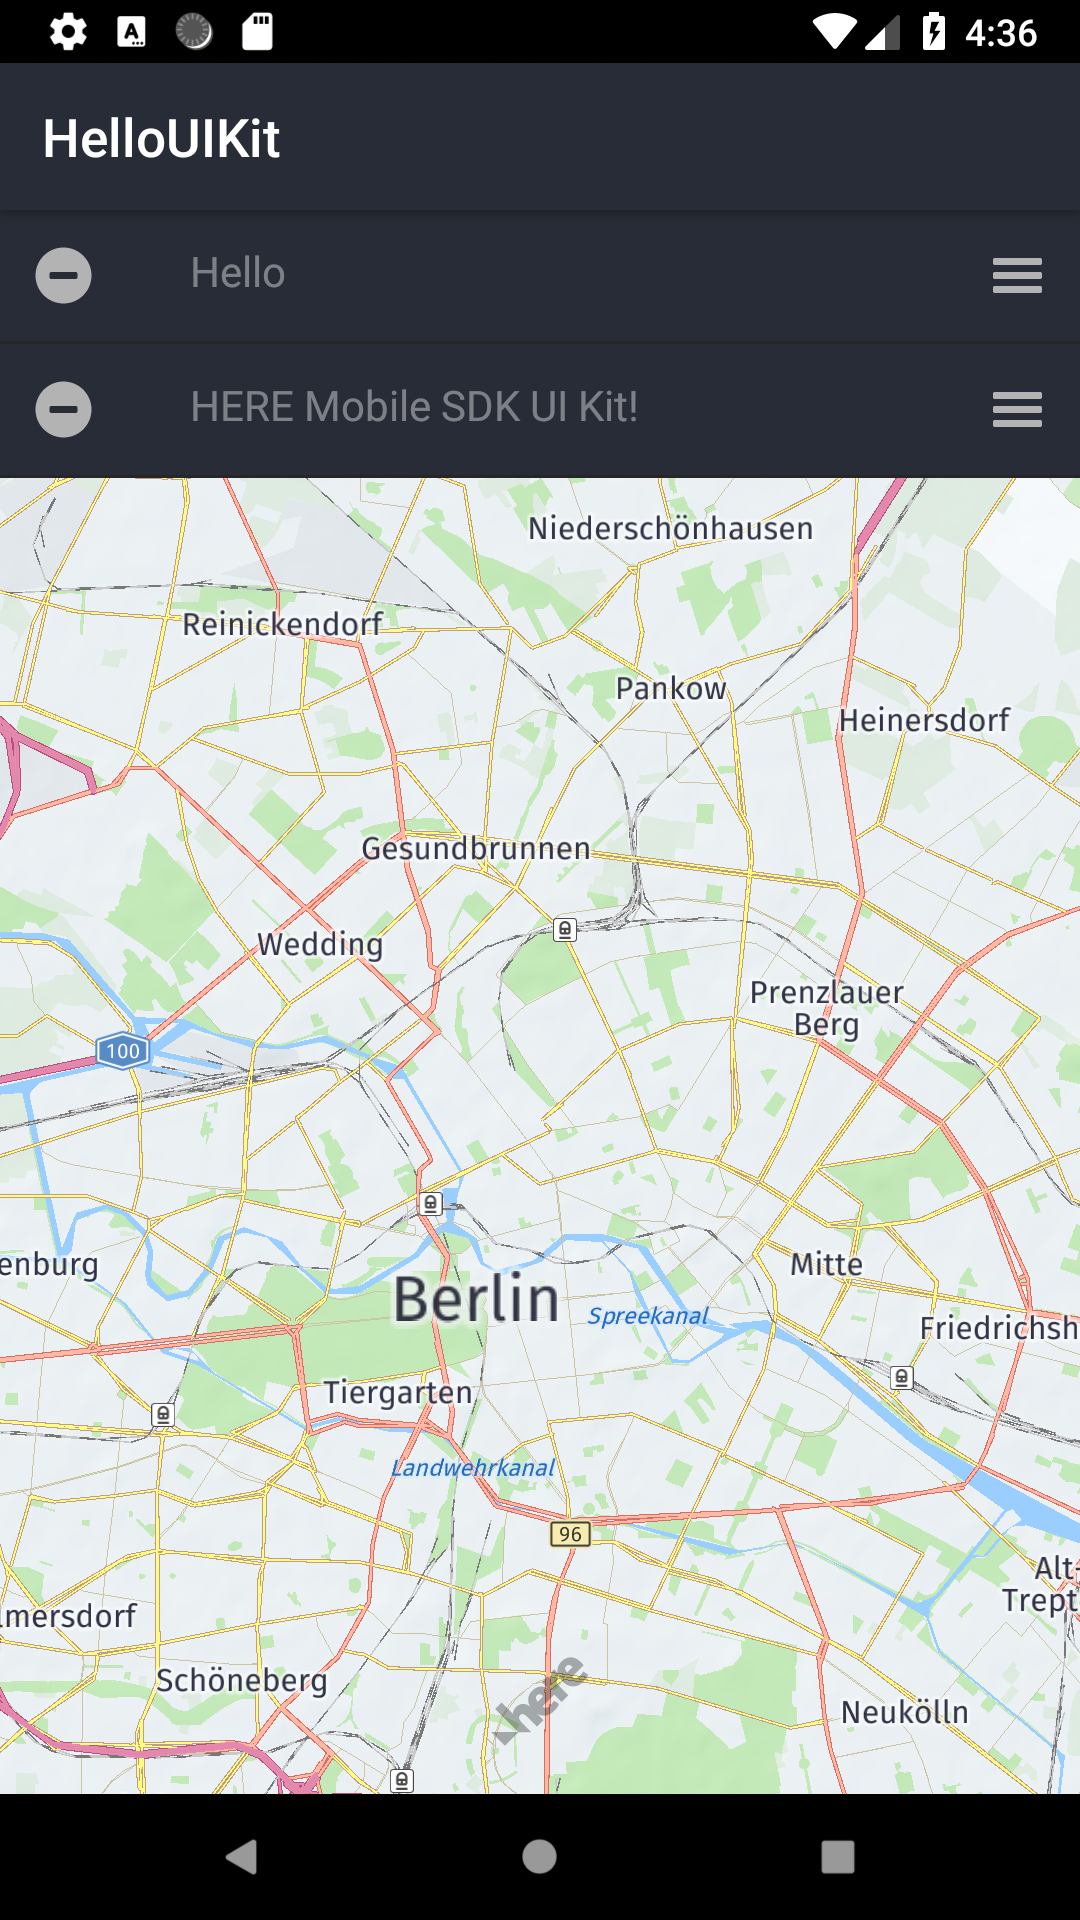 A
4:36
HelloUIKit
Hello
HERE Mobile SDK UI Kit!
Niederschönhausen
Reinickendorf
Pankow
Heinersdorf
Gesundbrunnen
Wedding
Prenzlauer
Berg
100
enburg
Mitte
Berlin
Spreekanal
Friedrichsh
Tiergarten
Landwehrkanal
96
Alt-
Trept
lmersdorf
Schöneberg
here
Neukölln